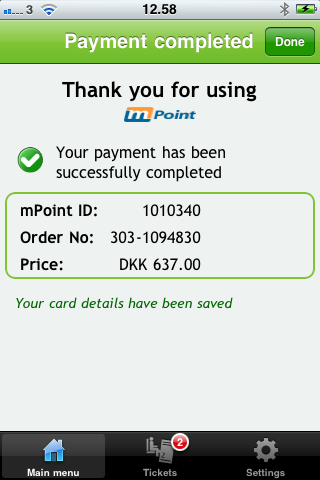 3 12.58
Payment completed Done
Thank you for using
mPoint
Your payment has been
successfully completed
mPoint ID: 1010340
Order No: 303-1094830
Price: DKK 637.00
Your card details have been saved
2
Main menu Tickets Settings